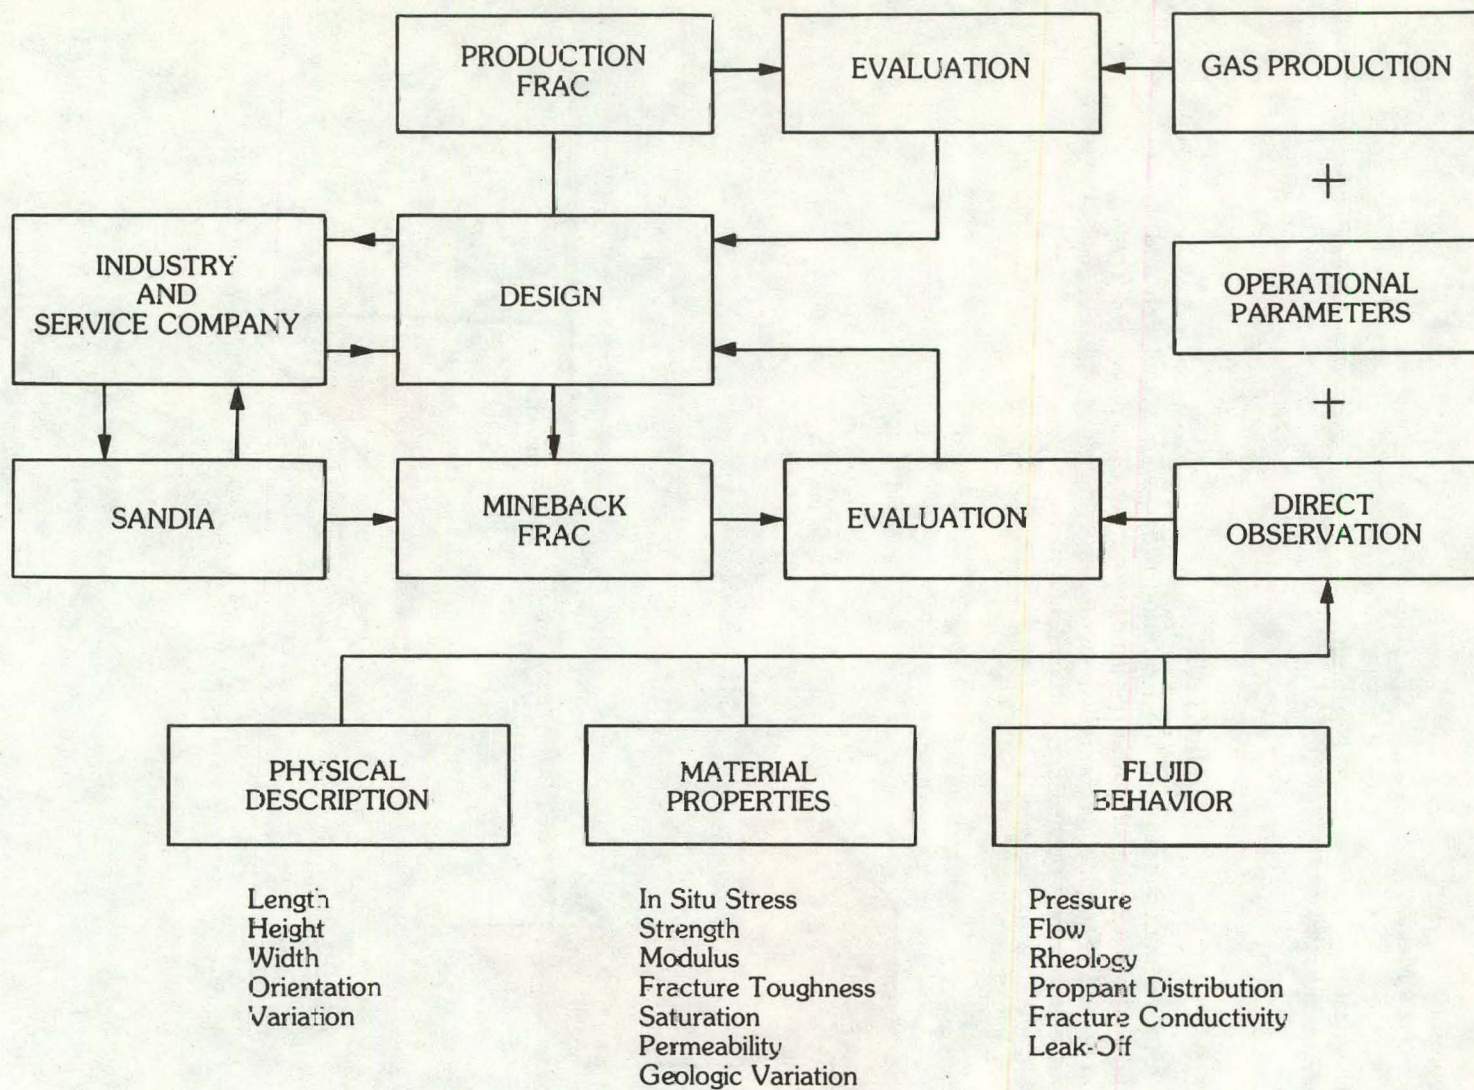 PRODUCTION
FRAC
EVALUATION
GAS PRODUCTION
+
INDUSTRY
AND
SERVICE COMPANY
DESIGN
OPERATIONAL
PARAMETERS
+
SANDIA
MINEBACK
FRAC
EVALUATION
DIRECT
OBSERVATION
PHYSICAL
DESCRIPTION
MATERIAL
PROPERTIES
FLUID
BEHAVIOR
Length
Height
Width
Orientation
Variation
In Situ Stress
Strength
Modulus
Fracture Toughness
Saturation
Permeability
Geologic Variation
Pressure
Flow
Rheology
Proppant Distribution
Fracture Conductivity
Leak-Off